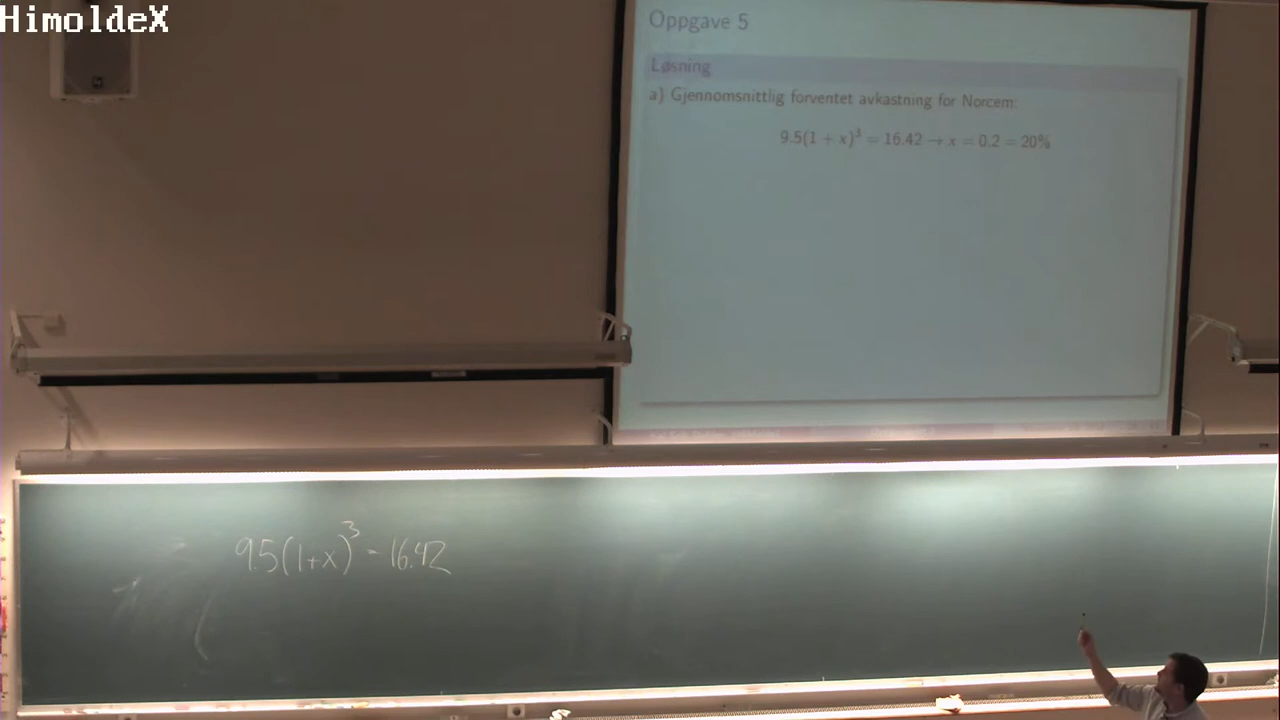 HimoldeX
Oppgave 5
Løsning
a) Gjennomsnittlig forventet avkastning for Norcem:
9.5(1 + x)³ = 16.42 → x = 0.2 = 20%
9.5(1+x)³ = 16.42